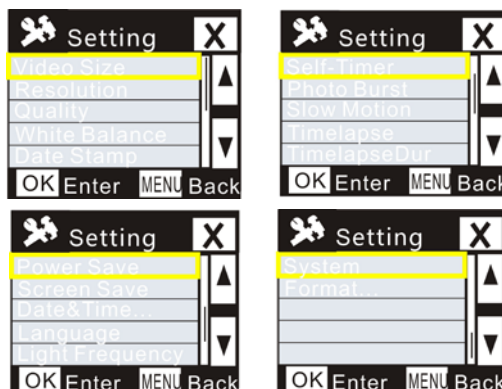 Setting X
Video Size
Resolution
Quality
White Balance
Date Stamp
OK Enter MENU Back
Setting X
Self-Timer
Photo Burst
Slow Motion
Timelapse
TimelapseDur
OK Enter MENU Back
Setting X
Power Save
Screen Save
Date&Time...
Language
Light Frequency
OK Enter MENU Back
Setting X
System
Format...
OK Enter MENU Back